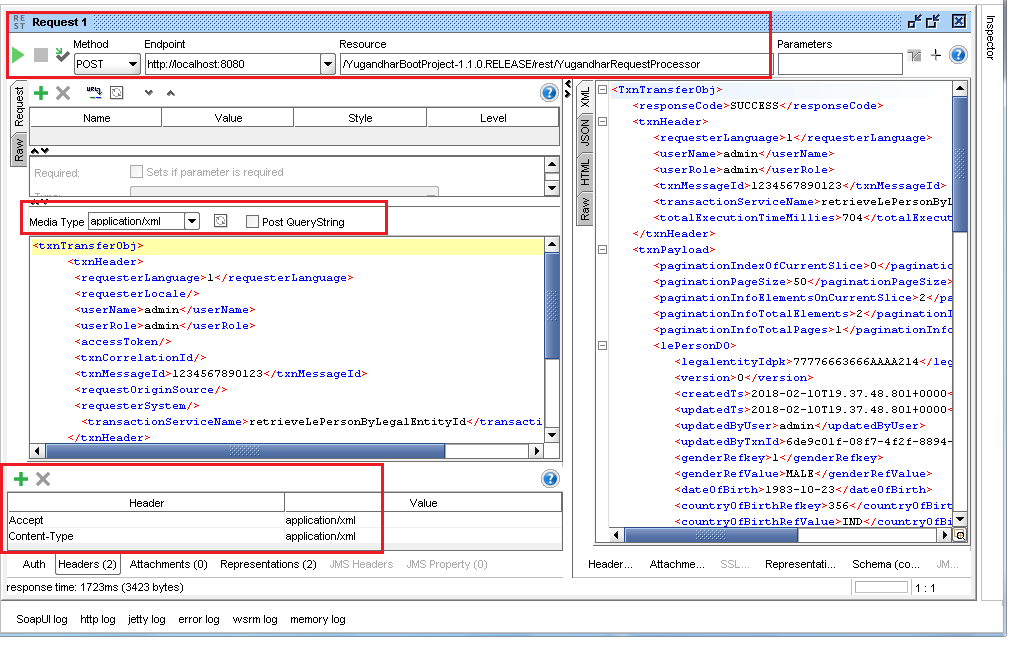 REST Request 1
Method Endpoint Resource Parameters
POST http://localhost:8080 /YugandharBootProject-1.1.0.RELEASE/rest/YugandharRequestProcessor
Inspector
Request
Raw
Name Value Style Level
Required: Sets if parameter is required
Media Type application/xml Post QueryString
<txnTransferObj>
<txnHeader>
<requesterLanguage>1</requesterLanguage>
<requesterLocale/>
<userName>admin</userName>
<userRole>admin</userRole>
<accessToken/>
<txnCorrelationId/>
<txnMessageId>1234567890123</txnMessageId>
<requestOriginSource/>
<requesterSystem/>
<transactionServiceName>retrieveLePersonByLegalEntityId</transacti
</txnHeader>
Header Value
Accept application/xml
Content-Type application/xml
Auth Headers (2) Attachments (0) Representations (2) JMS Headers JMS Property (0)
XML
JSON
HTML
Raw
<TxnTransferObj>
<responseCode>SUCCESS</responseCode>
<txnHeader>
<requesterLanguage>1</requesterLanguage>
<userName>admin</userName>
<userRole>admin</userRole>
<txnMessageId>1234567890123</txnMessageId>
<transactionServiceName>retrieveLePersonByL
<totalExecutionTimeMillies>704</totalExecut
</txnHeader>
<txnPayload>
<paginationIndexOfCurrentSlice>0</paginatio
<paginationPageSize>50</paginationPageSize>
<paginationInfoElementsOnCurrentSlice>2</pa
<paginationInfoTotalElements>2</paginationI
<paginationInfoTotalPages>1</paginationInfo
<lePersonDO>
<legalentityIdpk>77776663666AAAA214</leg
<version>0</version>
<createdTs>2018-02-10T19.37.48.801+0000<
<updatedTs>2018-02-10T19.37.48.801+0000<
<updatedByUser>admin</updatedByUser>
<updatedByTxnId>6de9c01f-08f7-4f2f-8894-
<genderRefkey>1</genderRefkey>
<genderRefValue>MALE</genderRefValue>
<dateOfBirth>1983-10-23</dateOfBirth>
<countryOfBirthRefkey>356</countryOfBirt
<countryOfBirthRefValue>IND</countryOfBi
Header... Attachme... SSL... Representati... Schema (co... JM...
response time: 1723ms (3423 bytes) 1 : 1
SoapUI log http log jetty log error log wsrm log memory log